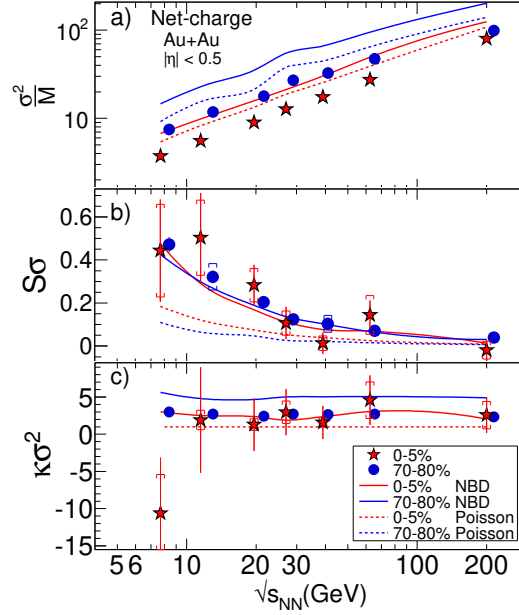 a)
Net-charge
Au+Au
|η| < 0.5
σ²/M
100
10
b)
Sσ
0.6
0.4
0.2
0
c)
κσ²
5
0
-5
-10
-15
0-5%
70-80%
0-5% NBD
70-80% NBD
0-5% Poisson
70-80% Poisson
5 6 10 20 30 100 200
√sNN(GeV)